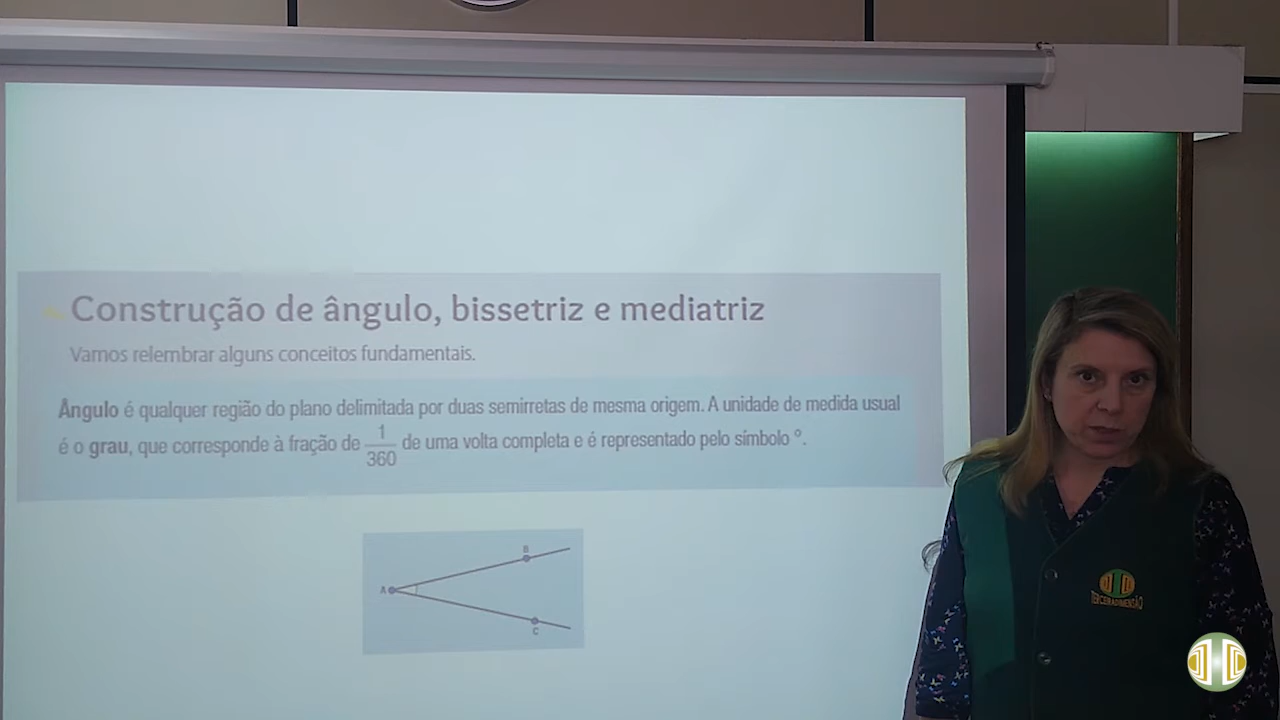 Construção de ângulo, bissetriz e mediatriz
Vamos relembrar alguns conceitos fundamentais.
Ângulo é qualquer região do plano delimitada por duas semirretas de mesma origem. A unidade de medida usual
é o grau, que corresponde à fração de 1/360 de uma volta completa e é representado pelo símbolo °.
B
A
C
TERCEIRA DIMENSÃO